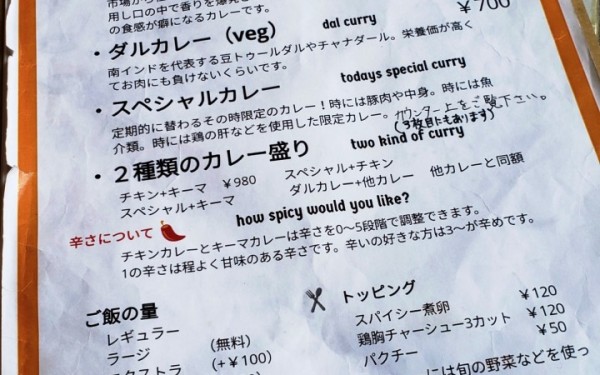 用し口の中で香りを爆発
の食感が癖になるカレーです。
¥700
・ダルカレー（veg） dal curry
南インドを代表する豆トゥールダルやチャナダール。栄養価が高く
てお肉にも負けないくらいです。
・スペシャルカレー todays special curry
定期的に替わるその時限定のカレー！時には豚肉や中身。時には魚
介類。時には鶏の肝などを使用した限定カレー。カウンター上をご覧下さい。
(3枚目もあります)
・２種類のカレー盛り two kind of curry
チキン+キーマ ¥980 スペシャル+チキン
スペシャル+キーマ ダルカレー+他カレー 他カレーと同額
辛さについて how spicy would you like?
チキンカレーとキーマカレーは辛さを0〜5段階で調整できます。
1の辛さは程よく甘味のある辛さです。辛いの好きな方は3〜が辛めです。
ご飯の量
レギュラー (無料)
ラージ (+¥100)
トッピング
スパイシー煮卵 ¥120
鶏胸チャーシュー3カット ¥120
パクチー ¥50
には旬の野菜などを使っ